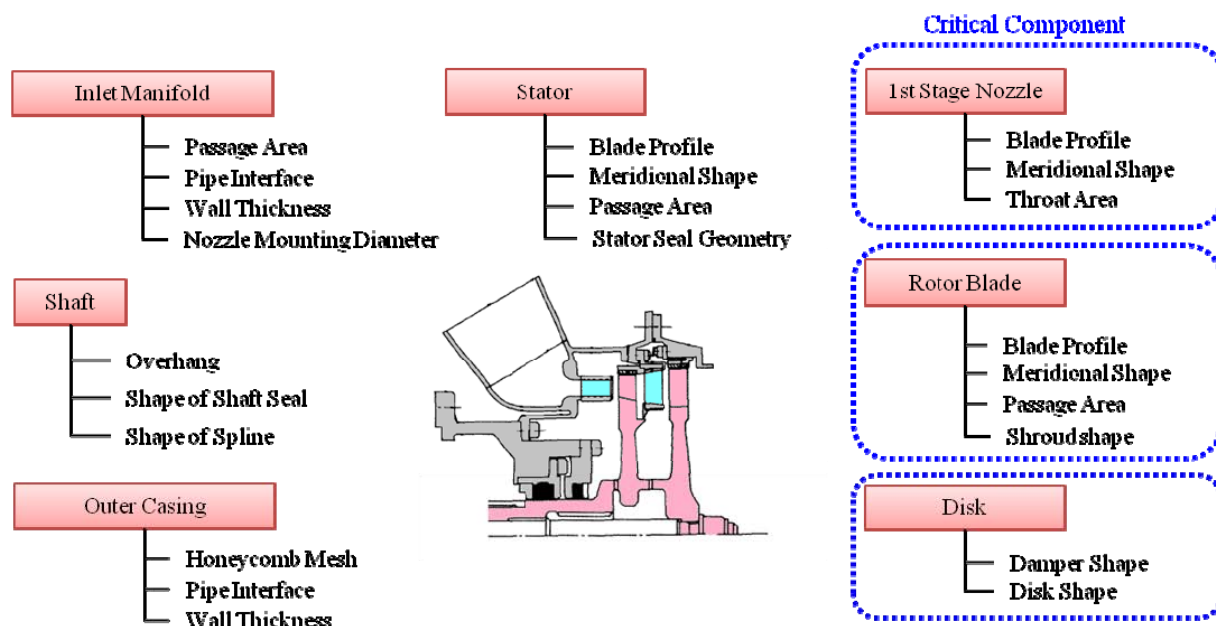 Critical Component
Inlet Manifold
Passage Area
Pipe Interface
Wall Thickness
Nozzle Mounting Diameter
Stator
Blade Profile
Meridional Shape
Passage Area
Stator Seal Geometry
1st Stage Nozzle
Blade Profile
Meridional Shape
Throat Area
Shaft
Overhang
Shape of Shaft Seal
Shape of Spline
Rotor Blade
Blade Profile
Meridional Shape
Passage Area
Shroud shape
Outer Casing
Honeycomb Mesh
Pipe Interface
Wall Thickness
Disk
Damper Shape
Disk Shape